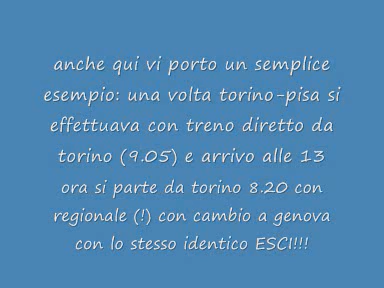 anche qui vi porto un semplice
esempio: una volta torino-pisa si
effettuava con treno diretto da
torino (9.05) e arrivo alle 13
ora si parte da torino 8.20 con
regionale (!) con cambio a genova
con lo stesso identico ESCI!!!